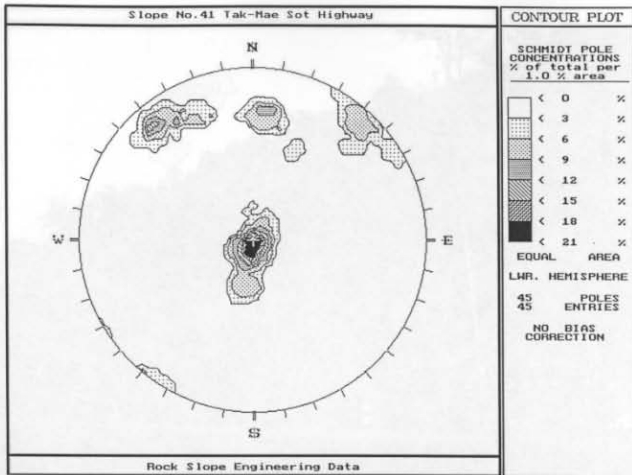 Slope No.41 Tak-Mae Sot Highway
N
W
E
S
Rock Slope Engineering Data
CONTOUR PLOT
SCHMIDT POLE
CONCENTRATIONS
% of total per
1.0 % area
< 0 %
< 3 %
< 6 %
< 9 %
< 12 %
< 15 %
< 18 %
< 21 %
EQUAL AREA
LWR. HEMISPHERE
45 POLES
45 ENTRIES
NO BIAS
CORRECTION